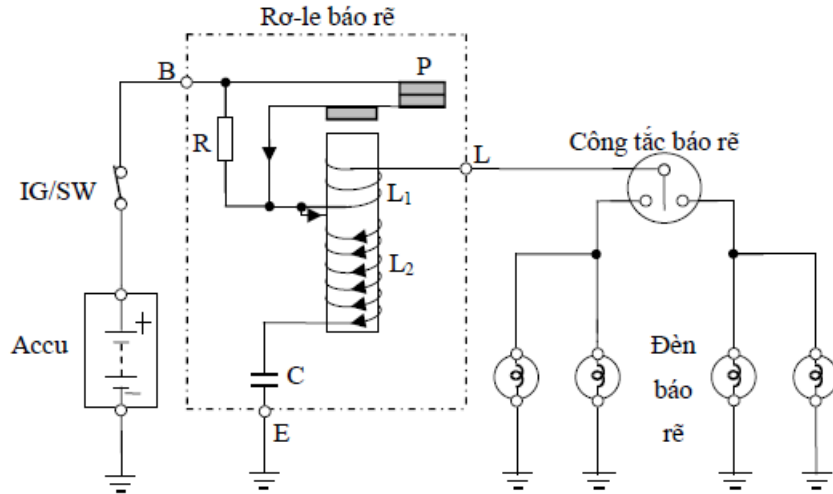 Rơ-le báo rẽ
P
B
R
L
Công tắc báo rẽ
IG/SW
L₁
L₂
Accu
+
Đèn
báo
rẽ
C
E